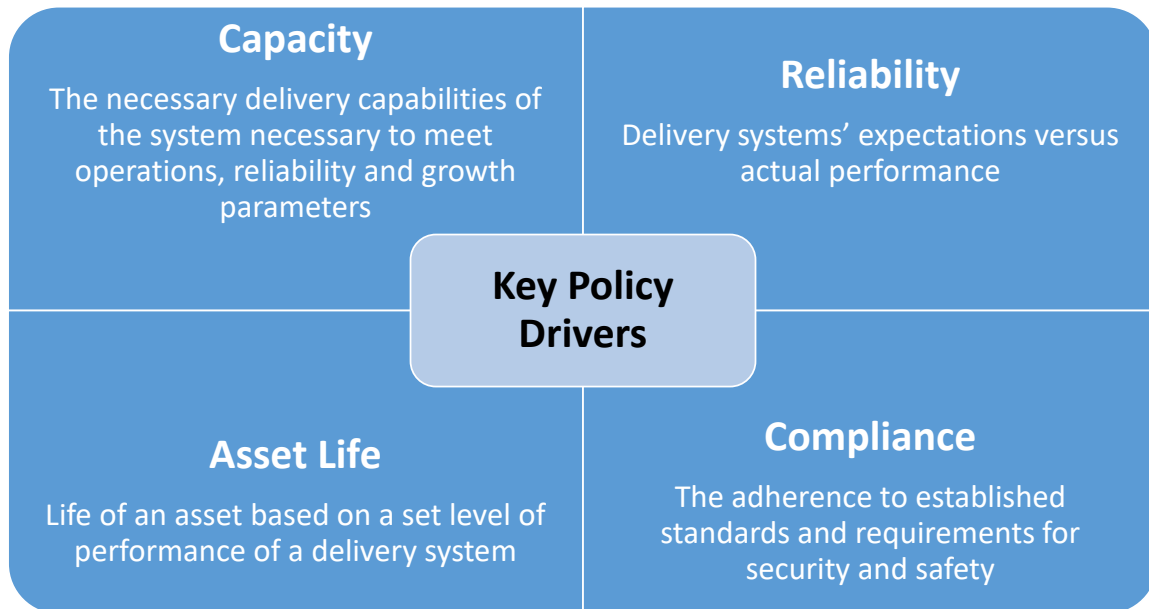 Capacity
The necessary delivery capabilities of
the system necessary to meet
operations, reliability and growth
parameters
Reliability
Delivery systems’ expectations versus
actual performance
Key Policy
Drivers
Asset Life
Life of an asset based on a set level of
performance of a delivery system
Compliance
The adherence to established
standards and requirements for
security and safety